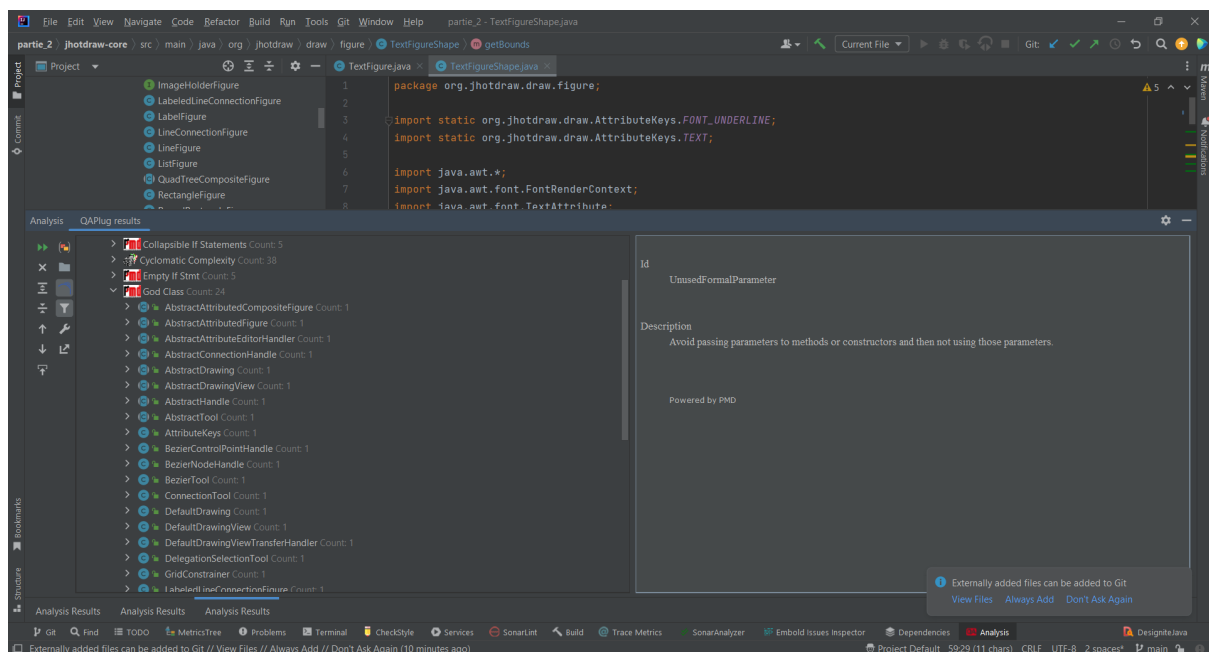 File Edit View Navigate Code Refactor Build Run Tools Git Window Help partie_2 - TextFigureShape.java
partie_2 jhotdraw-core src main java org jhotdraw draw figure TextFigureShape getBounds Current File Git:
Project
Project
TextFigure.java TextFigureShape.java
Maven
Notifications
Commit
ImageHolderFigure
LabeledLineConnectionFigure
LabelFigure
LineConnectionFigure
LineFigure
ListFigure
QuadTreeCompositeFigure
RectangleFigure
1 package org.jhotdraw.draw.figure;
2
3 import static org.jhotdraw.draw.AttributeKeys.FONT_UNDERLINE;
4 import static org.jhotdraw.draw.AttributeKeys.TEXT;
5
6 import java.awt.*;
7 import java.awt.font.FontRenderContext;
8 import java.awt.font.TextAttribute;
5
Analysis QAPlug results
Collapsible If Statements Count: 5
Cyclomatic Complexity Count: 38
Empty If Stmt Count: 5
God Class Count: 24
AbstractAttributedCompositeFigure Count: 1
AbstractAttributedFigure Count: 1
AbstractAttributeEditorHandler Count: 1
AbstractConnectionHandle Count: 1
AbstractDrawing Count: 1
AbstractDrawingView Count: 1
AbstractHandle Count: 1
AbstractTool Count: 1
AttributeKeys Count: 1
BezierControlPointHandle Count: 1
BezierNodeHandle Count: 1
BezierTool Count: 1
ConnectionTool Count: 1
DefaultDrawing Count: 1
DefaultDrawingView Count: 1
DefaultDrawingViewTransferHandler Count: 1
DelegationSelectionTool Count: 1
GridConstrainer Count: 1
LabeledLineConnectionFigure Count: 1
Id
UnusedFormalParameter
Description
Avoid passing parameters to methods or constructors and then not using those parameters.
Powered by PMD
Bookmarks
Structure
Externally added files can be added to Git
View Files Always Add Don't Ask Again
Analysis Results Analysis Results Analysis Results
Git Find TODO MetricsTree Problems Terminal CheckStyle Services SonarLint Build Trace Metrics SonarAnalyzer Embold Issues Inspector Dependencies Analysis DesigniteJava
Externally added files can be added to Git // View Files // Always Add // Don't Ask Again (10 minutes ago) Project Default 59:29 (11 chars) CRLF UTF-8 2 spaces* main